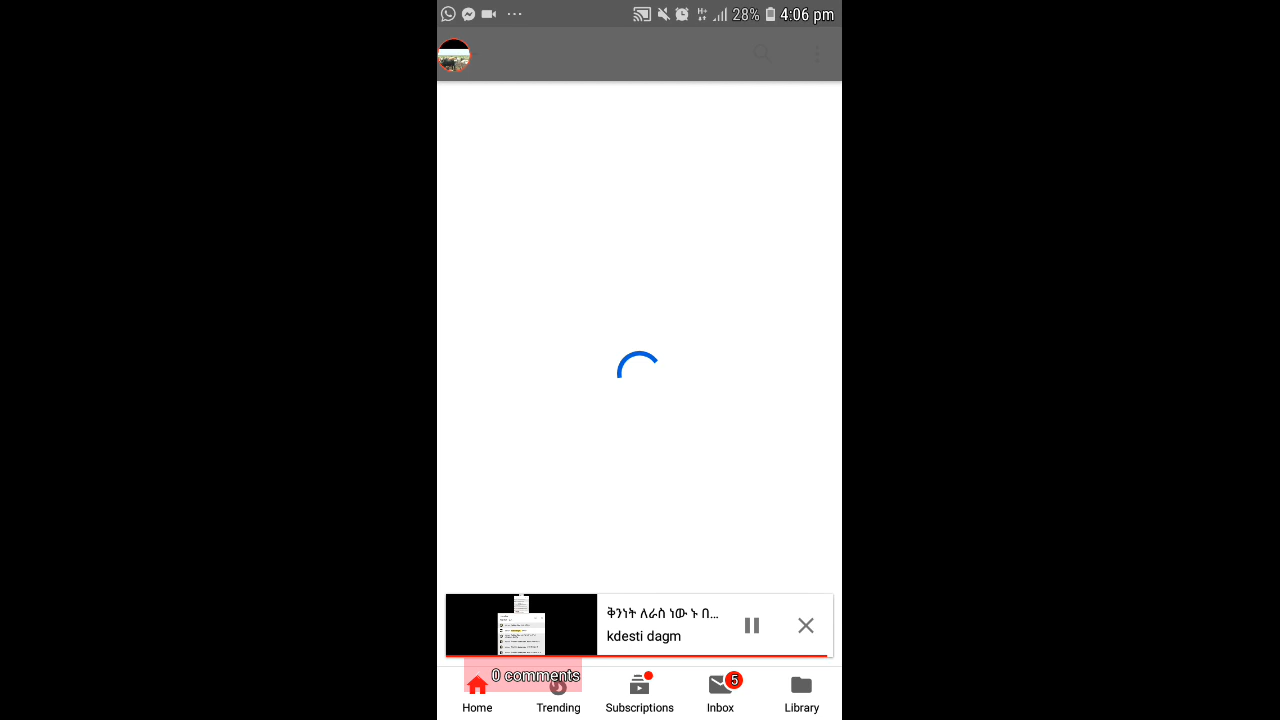 28% 4:06 pm
ቅንነት ለራስ ነው ኑ በ...
kdesti dagm
0 comments
5
Home Trending Subscriptions Inbox Library